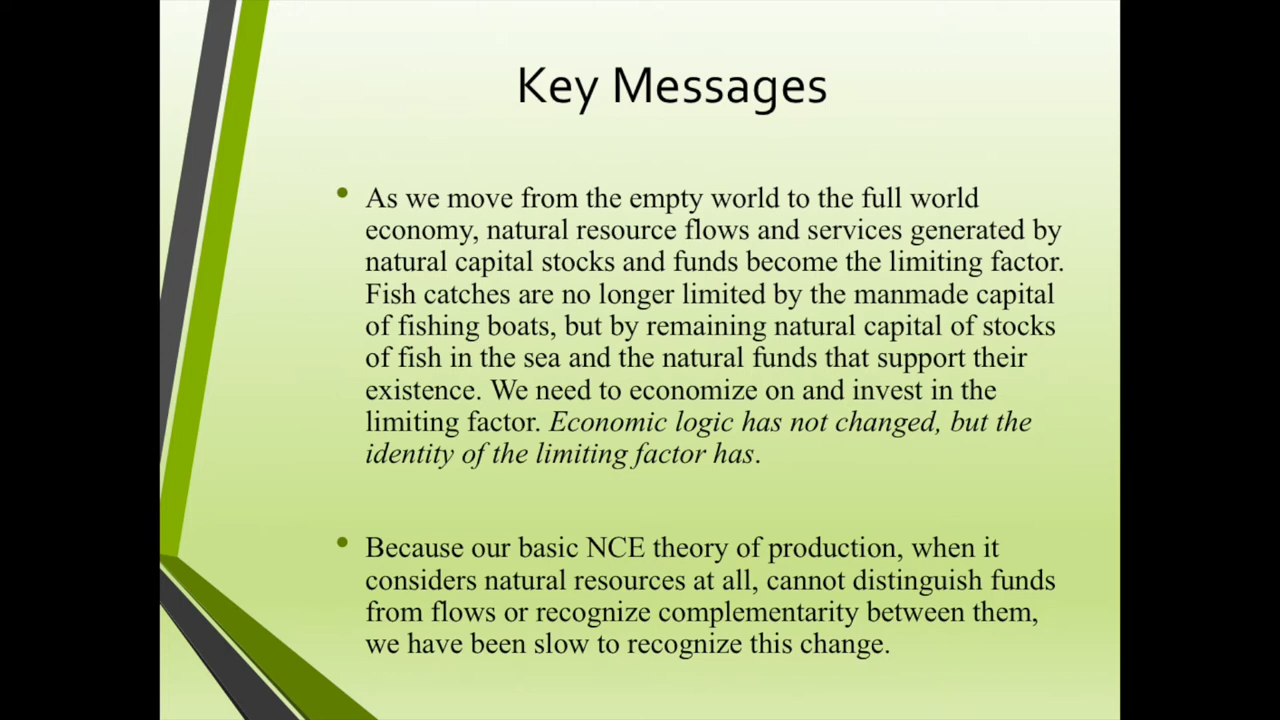 Key Messages
• As we move from the empty world to the full world
economy, natural resource flows and services generated by
natural capital stocks and funds become the limiting factor.
Fish catches are no longer limited by the manmade capital
of fishing boats, but by remaining natural capital of stocks
of fish in the sea and the natural funds that support their
existence. We need to economize on and invest in the
limiting factor. Economic logic has not changed, but the
identity of the limiting factor has.
• Because our basic NCE theory of production, when it
considers natural resources at all, cannot distinguish funds
from flows or recognize complementarity between them,
we have been slow to recognize this change.